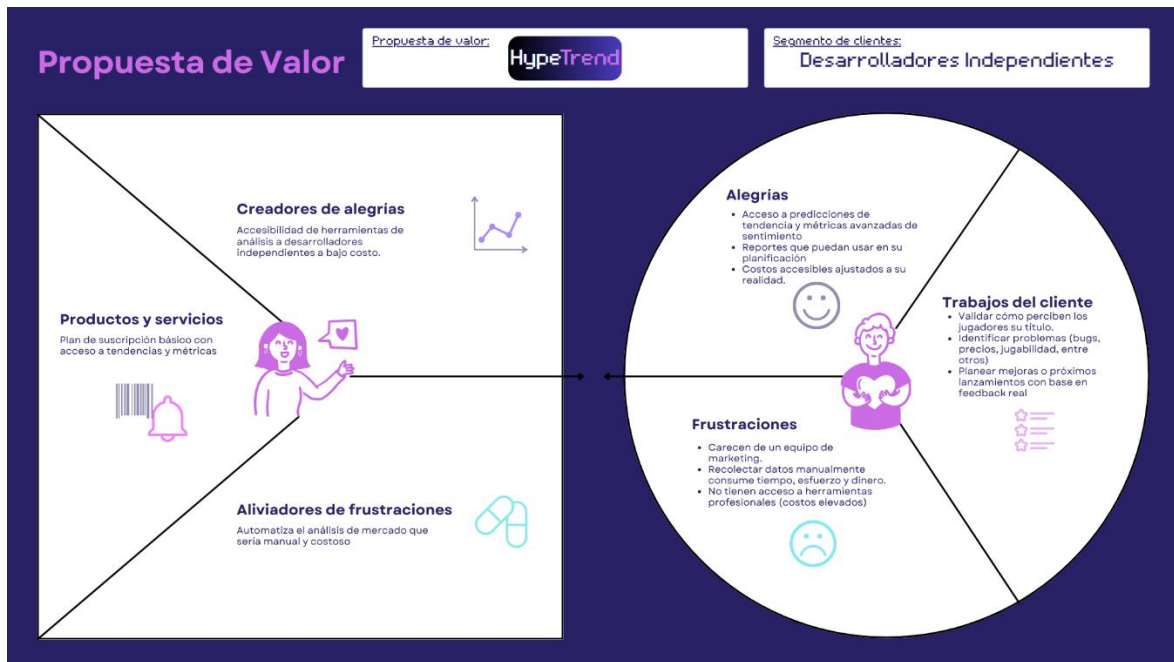 Propuesta de Valor
Propuesta de valor:
HypeTrend
Segmento de clientes:
Desarrolladores Independientes
Creadores de alegrias
Accesibilidad de herramientas de
análisis a desarrolladores
independientes a bajo costo.
Productos y servicios
Plan de suscripción básico con
acceso a tendencias y métricas
Aliviadores de frustraciones
Automatiza el análisis de mercado que
sería manual y costoso
Alegrias
• Acceso a predicciones de
tendencia y métricas avanzadas de
sentimiento
• Reportes que puedan usar en su
planificación
• Costos accesibles ajustados a su
realidad.
Trabajos del cliente
• Validar cómo perciben los
jugadores su título.
• Identificar problemas (bugs,
precios, jugabilidad, entre
otros)
• Planear mejoras o próximos
lanzamientos con base en
feedback real
Frustraciones
• Carecen de un equipo de
marketing.
• Recolectar datos manualmente
consume tiempo, esfuerzo y dinero.
• No tienen acceso a herramientas
profesionales (costos elevados)